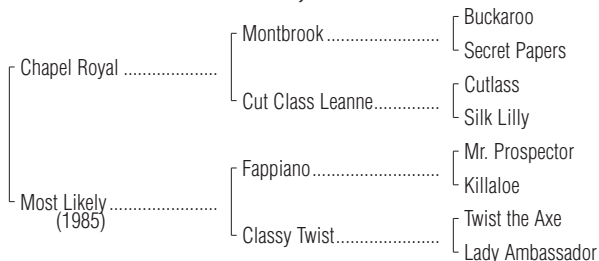 Buckaroo
Montbrook
Secret Papers
Chapel Royal
Cutlass
Cut Class Leanne
Silk Lilly
Mr. Prospector
Fappiano
Killaloe
Most Likely
(1985)
Twist the Axe
Classy Twist
Lady Ambassador